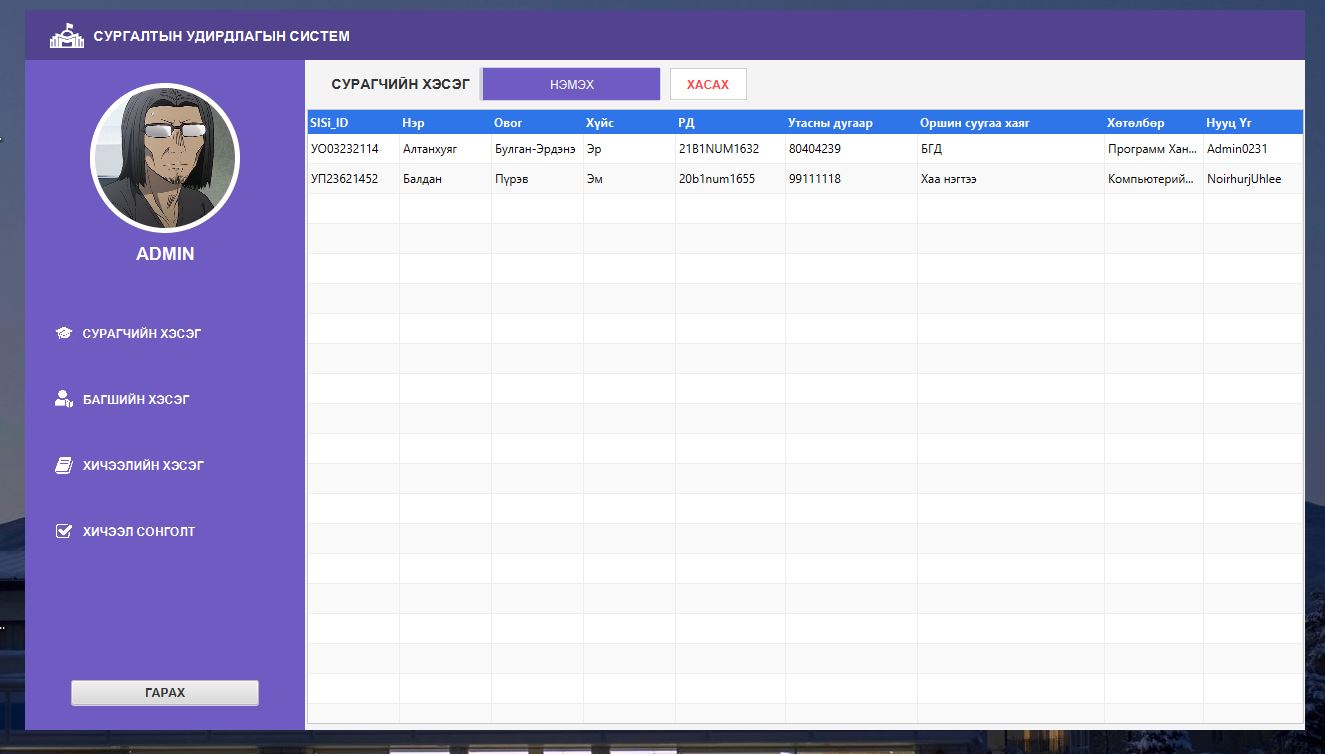 СУРГАЛТЫН УДИРДЛАГЫН СИСТЕМ
ADMIN
СУРАГЧИЙН ХЭСЭГ
БАГШИЙН ХЭСЭГ
ХИЧЭЭЛИЙН ХЭСЭГ
ХИЧЭЭЛ СОНГОЛТ
ГАРАХ
СУРАГЧИЙН ХЭСЭГ НЭМЭХ ХАСАХ
SISi_ID Нэр Овог Хүйс РД Утасны дугаар Оршин суугаа хаяг Хөтөлбөр Нууц Үг
УО03232114 Алтанхуяг Булган-Эрдэнэ Эр 21B1NUM1632 80404239 БГД Программ Хан... Admin0231
УП23621452 Балдан Пүрэв Эм 20b1num1655 99111118 Хаа нэгтээ Компьютерий... NoirhurjUhlee